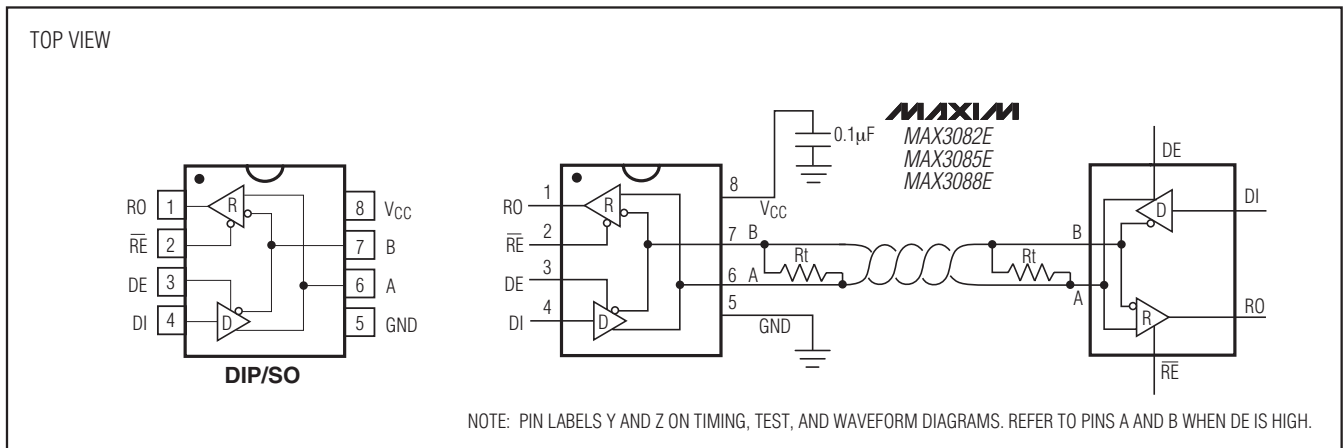 TOP VIEW
RO 1
R̅E̅ 2
DE 3
DI 4
R
D
8 VCC
7 B
6 A
5 GND
DIP/SO
RO 1
R̅E̅ 2
DE 3
DI 4
R
D
8
VCC
7 B
6 A
5
GND
0.1µF
MAXIM
MAX3082E
MAX3085E
MAX3088E
Rt
Rt
B
A
DE
D
DI
R
RO
R̅E̅
NOTE: PIN LABELS Y AND Z ON TIMING, TEST, AND WAVEFORM DIAGRAMS. REFER TO PINS A AND B WHEN DE IS HIGH.